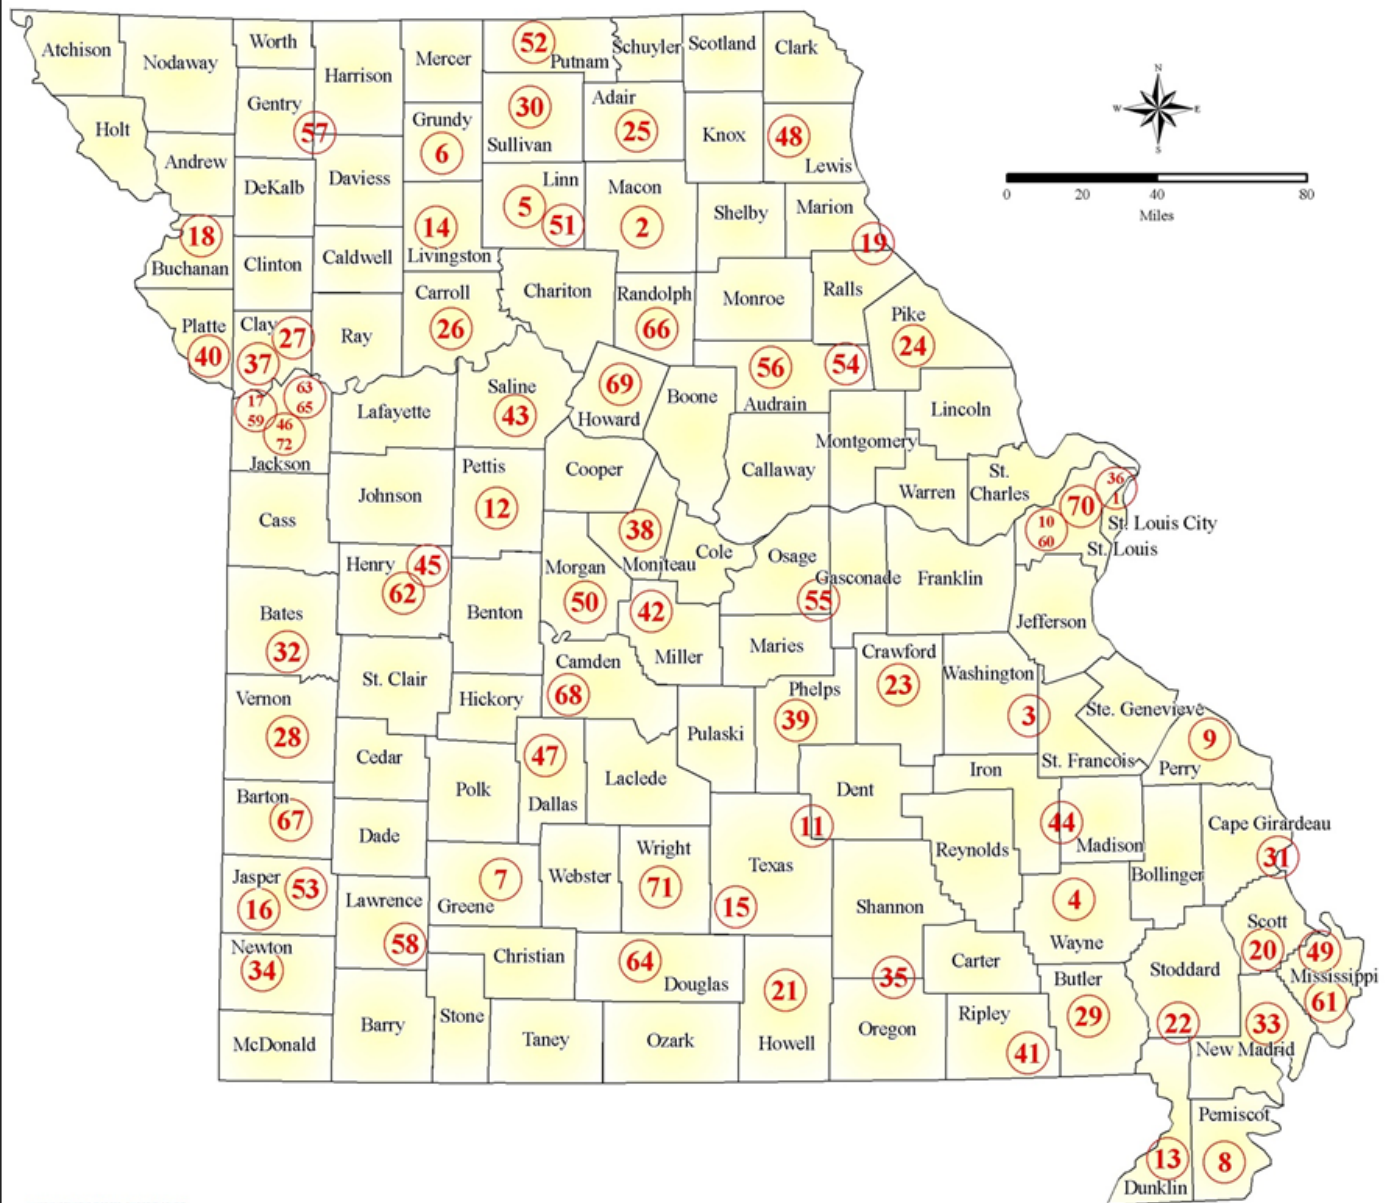 Atchison
Nodaway
Worth
Harrison
Mercer
52
Putnam
Schuyler
Scotland
Clark
N
W
E
S
Gentry
57
Holt
Grundy
6
30
Sullivan
Adair
25
Knox
48
Lewis
Andrew
DeKalb
Daviess
0 20 40 80
Miles
18
Buchanan
Clinton
Caldwell
14
Livingston
Linn
5
51
Macon
2
Shelby
Marion
19
Platte
40
Clay
27
37
Ray
Carroll
26
Chariton
Randolph
66
Monroe
Ralls
Pike
24
17
59
63
65
46
72
Jackson
Lafayette
Saline
43
69
Howard
Boone
56
Audrain
54
Lincoln
Montgomery
Cass
Johnson
Pettis
12
Cooper
Callaway
Warren
St.
Charles
36
1
70
10
60
St. Louis City
St. Louis
Henry
45
62
Morgan
50
38
Moniteau
Cole
Osage
Gasconade
55
Franklin
Jefferson
Bates
32
Benton
42
Miller
Maries
Crawford
23
Washington
3
Vernon
28
St. Clair
Hickory
Camden
68
Pulaski
Phelps
39
Ste. Genevieve
St. Francois
9
Perry
Cedar
Polk
47
Dallas
Laclede
Dent
Iron
Barton
67
Dade
11
Reynolds
44
Madison
Bollinger
Cape Girardeau
31
Jasper
53
16
Lawrence
58
7
Greene
Webster
Wright
71
Texas
15
Shannon
4
Wayne
Scott
20
49
Mississippi
61
Newton
34
Christian
64
Douglas
21
Howell
35
Carter
Butler
29
Stoddard
22
33
New Madrid
McDonald
Barry
Stone
Taney
Ozark
Oregon
Ripley
41
Pemiscot
8
13
Dunklin